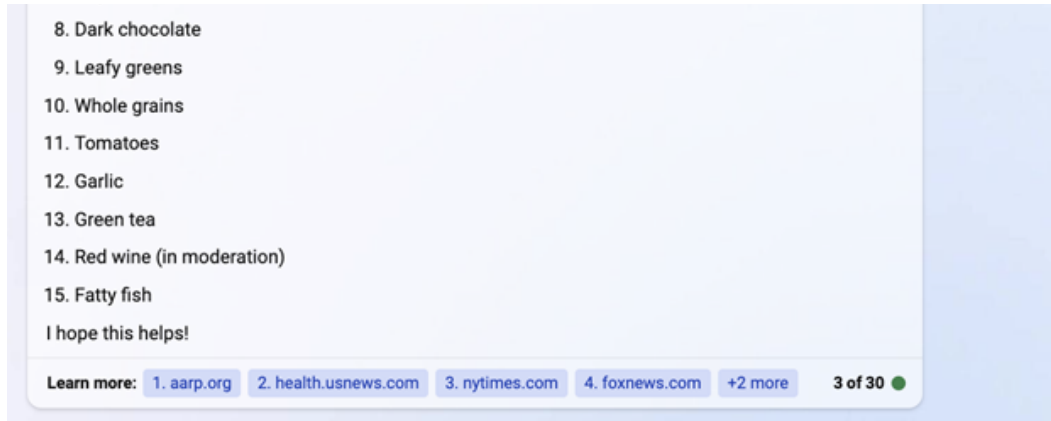 8. Dark chocolate
9. Leafy greens
10. Whole grains
11. Tomatoes
12. Garlic
13. Green tea
14. Red wine (in moderation)
15. Fatty fish
I hope this helps!
Learn more: 1. aarp.org 2. health.usnews.com 3. nytimes.com 4. foxnews.com +2 more 3 of 30